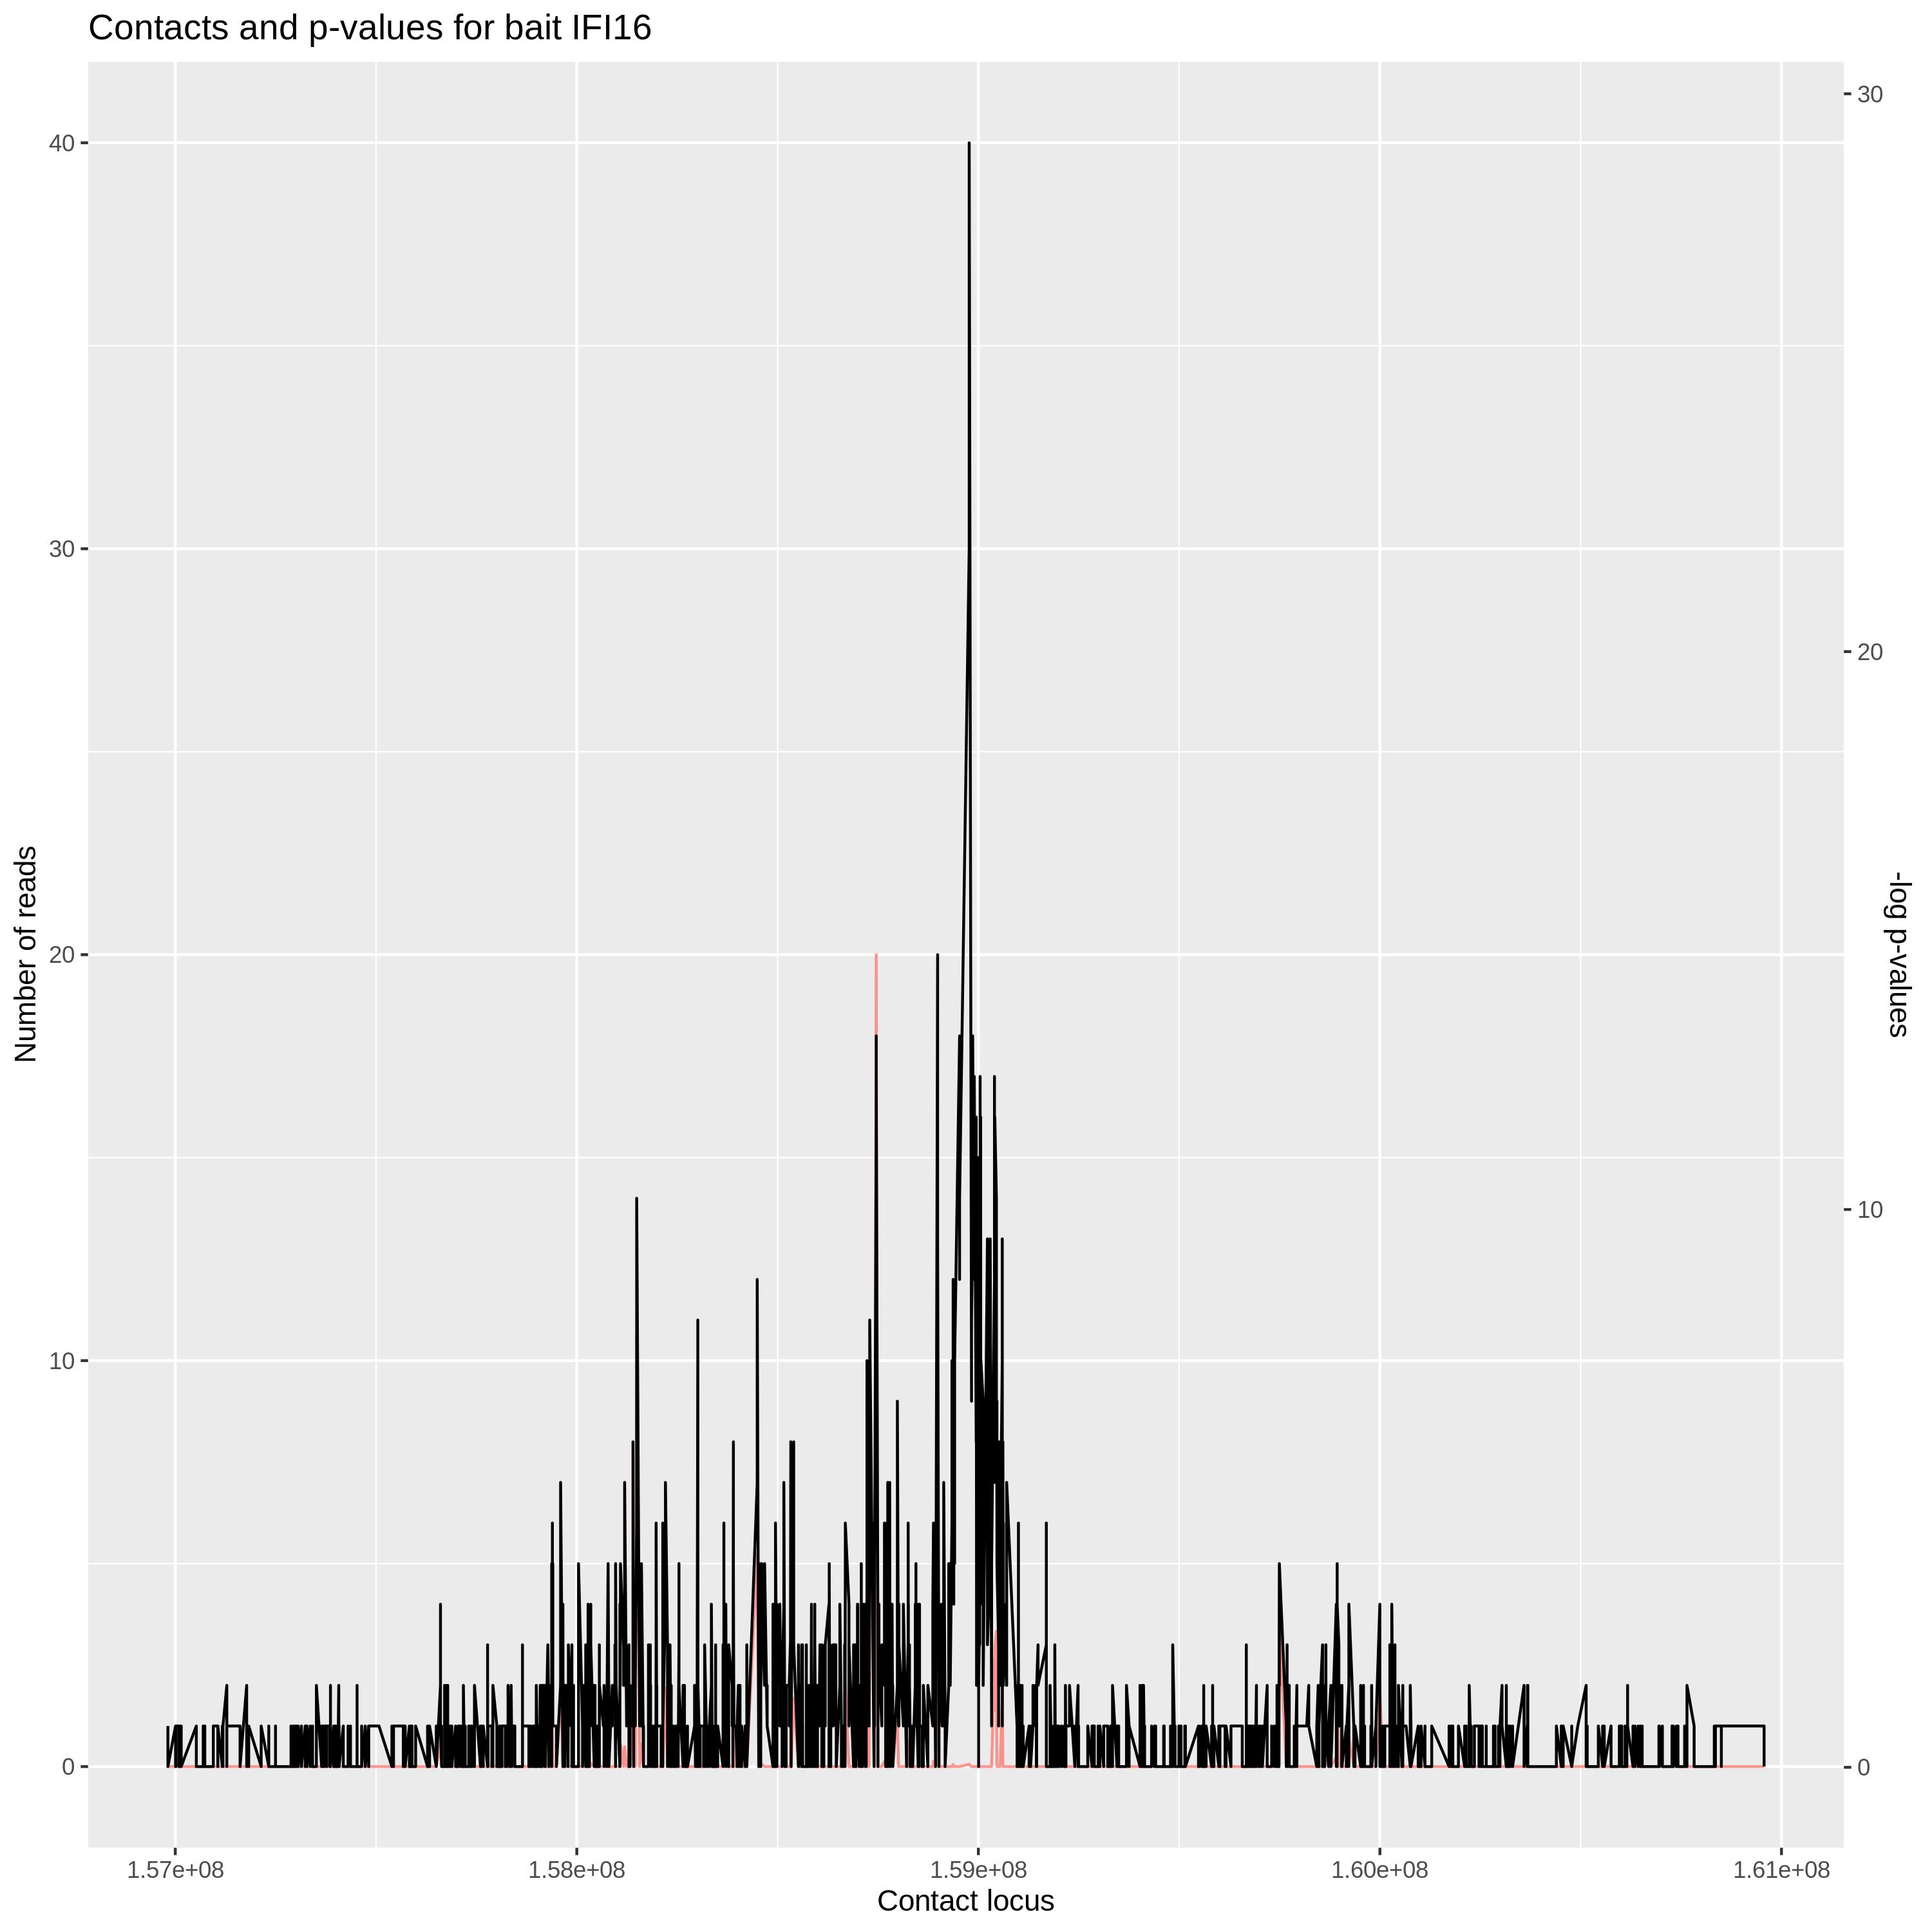 Contacts and p-values for bait IFI16
40
30
20
10
0
Number of reads
30
20
10
0
-log p-values
1.57e+08
1.58e+08
1.59e+08
1.60e+08
1.61e+08
Contact locus